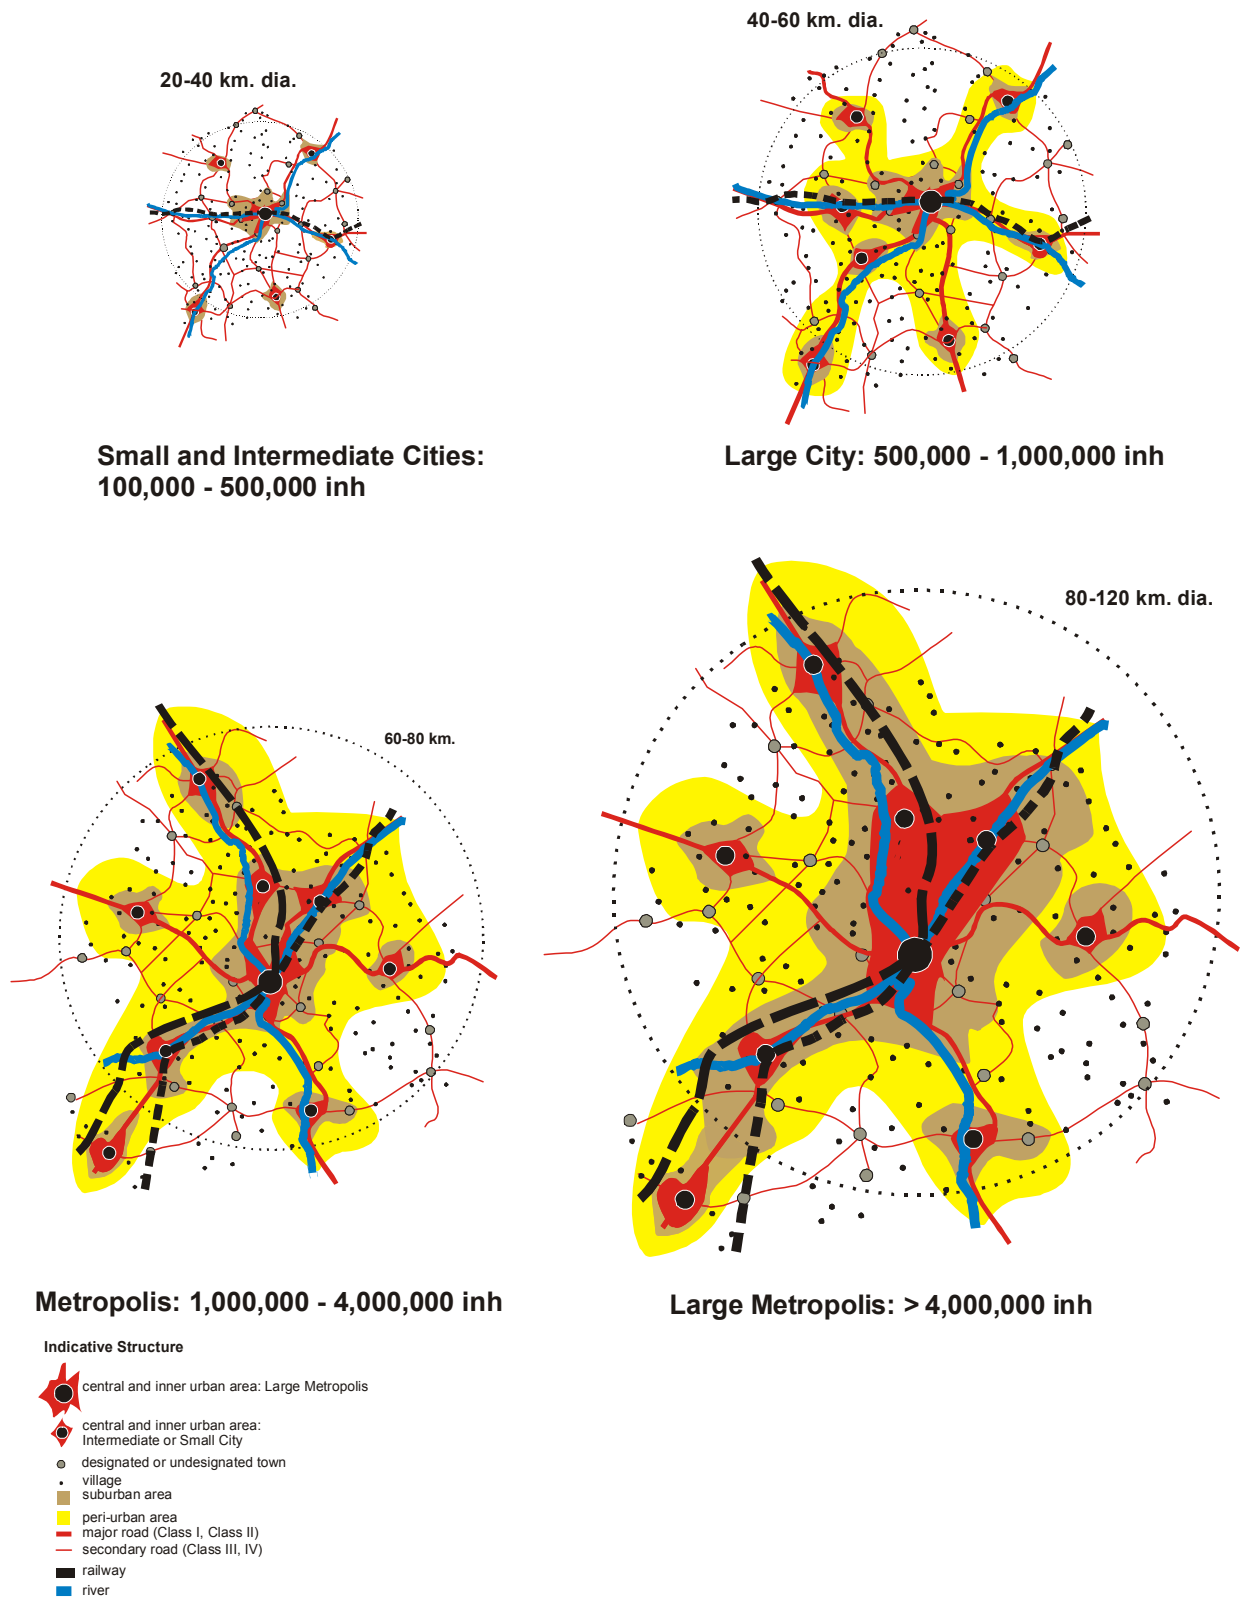 20-40 km. dia.
40-60 km. dia.
Small and Intermediate Cities:
100,000 - 500,000 inh
Large City: 500,000 - 1,000,000 inh
60-80 km.
80-120 km. dia.
Metropolis: 1,000,000 - 4,000,000 inh
Large Metropolis: > 4,000,000 inh
Indicative Structure
central and inner urban area: Large Metropolis
central and inner urban area:
Intermediate or Small City
designated or undesignated town
village
suburban area
peri-urban area
major road (Class I, Class II)
secondary road (Class III, IV)
railway
river